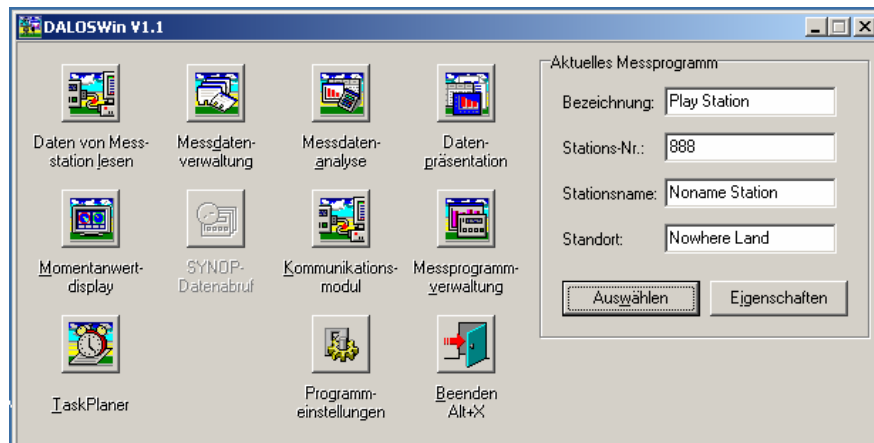 DALOSWin V1.1
Daten von Mess-
station lesen
Messdaten-
verwaltung
Messdaten-
analyse
Daten-
präsentation
Momentanwert-
display
SYNOP-
Datenabruf
Kommunikations-
modul
Messprogramm-
verwaltung
TaskPlaner
Programm-
einstellungen
Beenden
Alt+X
Aktuelles Messprogramm
Bezeichnung: Play Station
Stations-Nr.: 888
Stationsname: Noname Station
Standort: Nowhere Land
Auswählen Eigenschaften